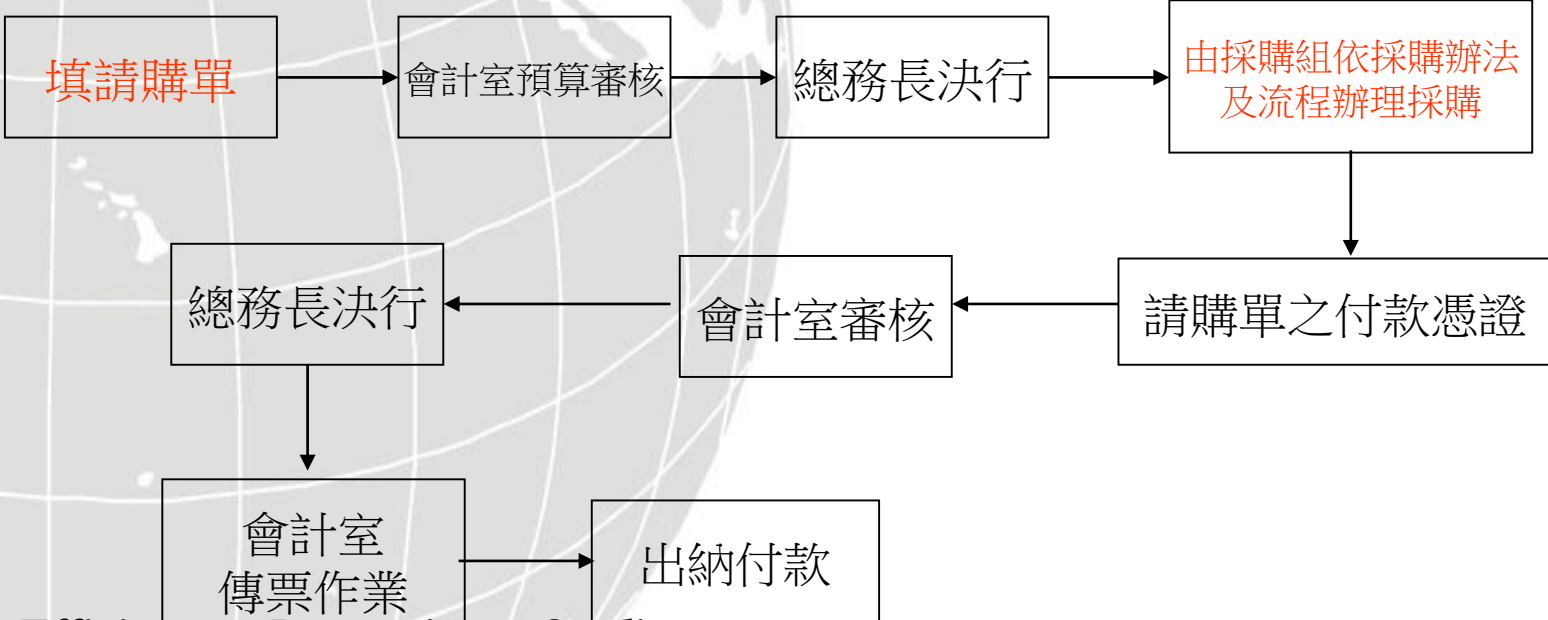 填請購單
會計室預算審核
總務長決行
由採購組依採購辦法
及流程辦理採購
請購單之付款憑證
會計室審核
總務長決行
會計室
傳票作業
出納付款